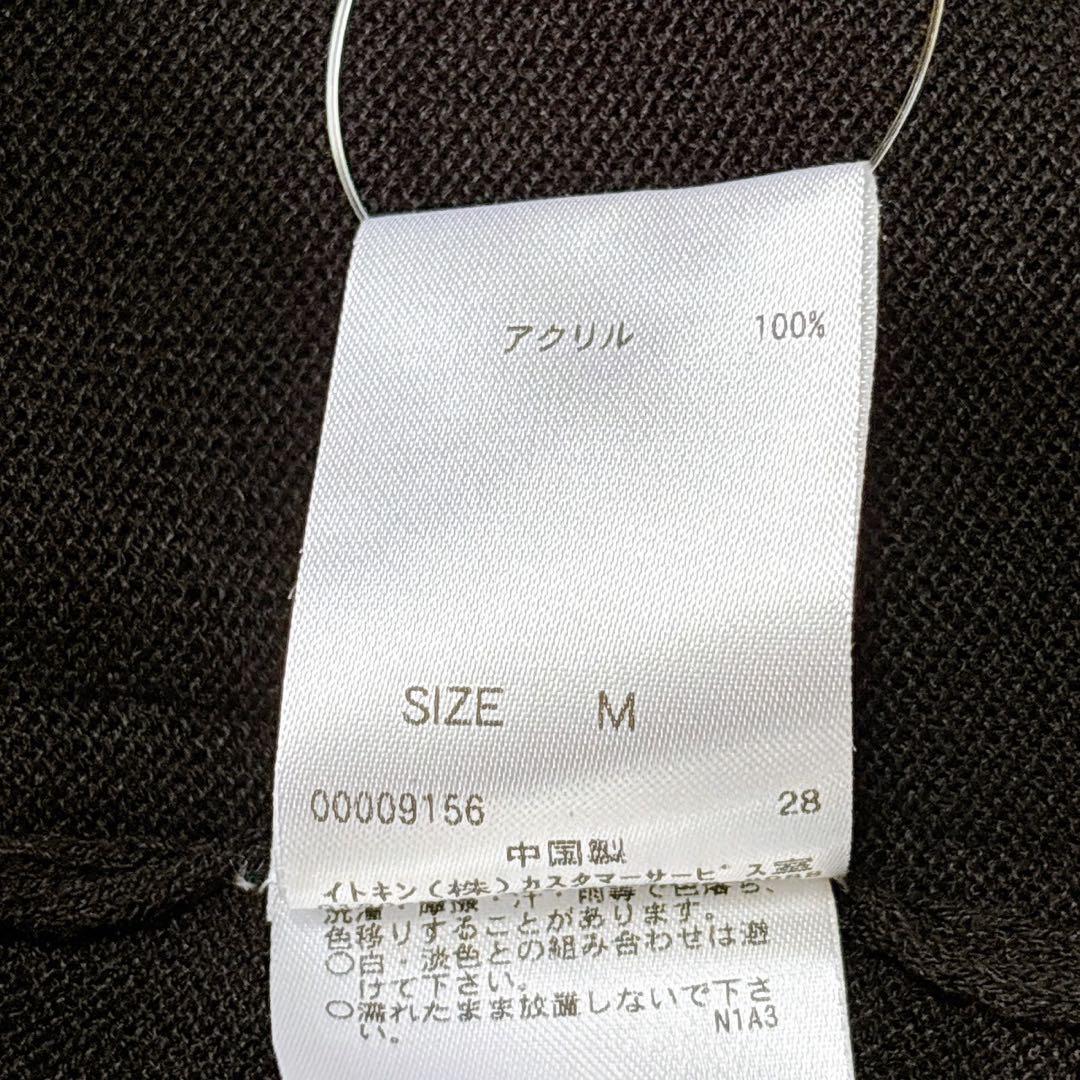 アクリル 100%
SIZE M
00009156 28
中国製
イトキン(株)カスタマーサービス室
洗濯・摩擦・汗・雨等で色落ち、
色移りすることがあります。
○白・淡色との組み合わせは避
けて下さい。
○濡れたまま放置しないで下さ
い。 N1A3